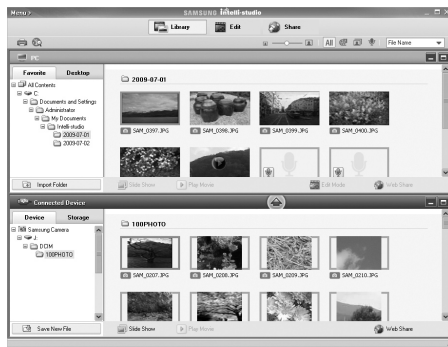 Menu >
SAMSUNG intelli-studio
Library
Edit
Share
All
File Name
PC
Favorite
Desktop
All Contents
C:
Documents and Settings
Administrator
My Documents
Intelli-studio
2009-07-01
2009-07-02
Import Folder
2009-07-01
SAM_0397.JPG
SAM_0398.JPG
SAM_0399.JPG
SAM_0400.JPG
Slide Show
Play Movie
Edit Mode
Web Share
Connected Device
Device
Storage
Samsung Camera
J:
DCIM
100PHOTO
Save New File
100PHOTO
SAM_0207.JPG
SAM_0208.JPG
SAM_0209.JPG
SAM_0210.JPG
Slide Show
Play Movie
Web Share